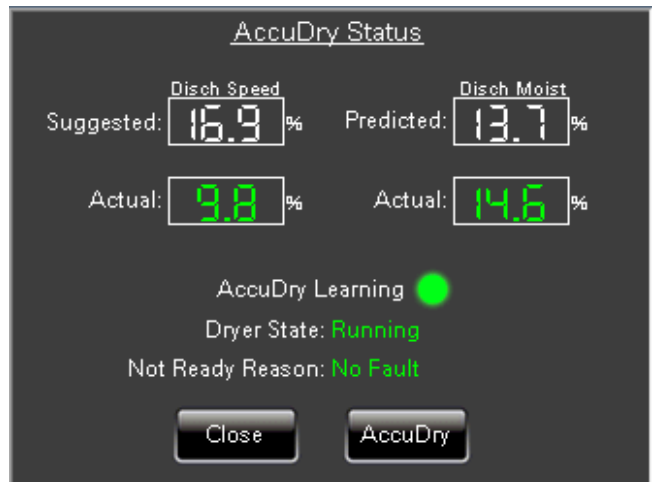 AccuDry Status
Disch Speed Disch Moist
Suggested: 16.9 % Predicted: 13.7 %
Actual: 9.8 % Actual: 14.6 %
AccuDry Learning
Dryer State: Running
Not Ready Reason: No Fault
Close AccuDry